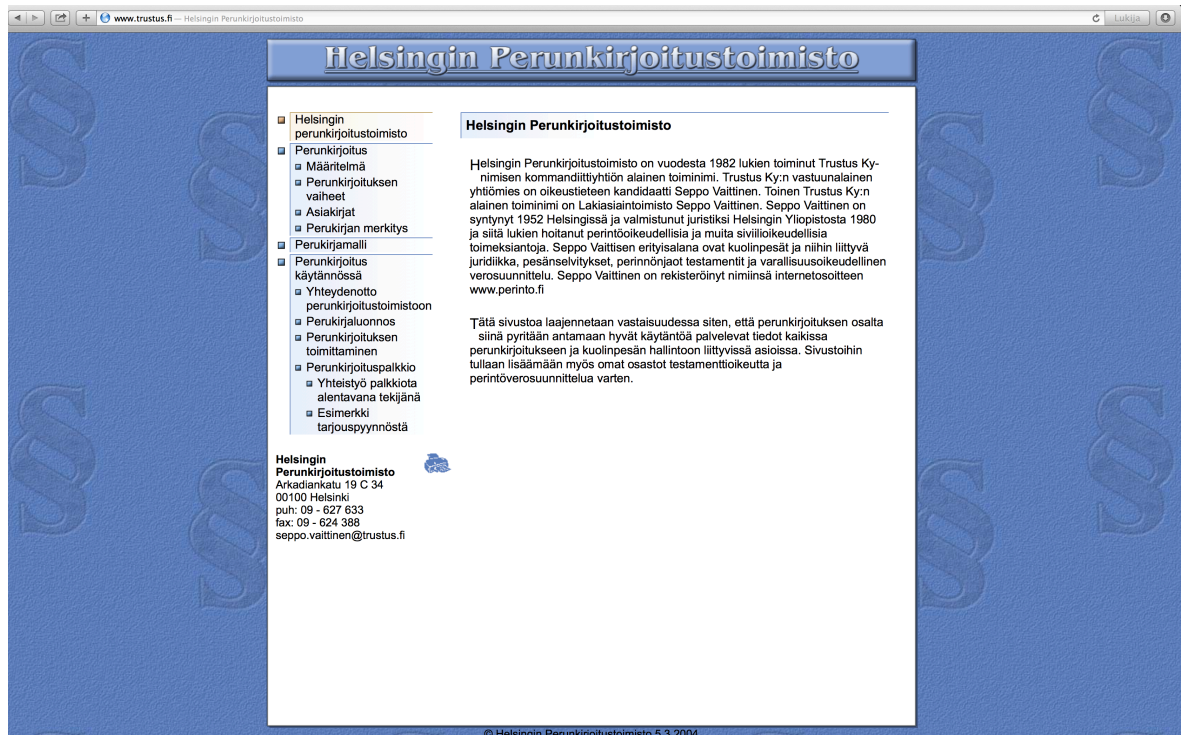 www.trustus.fi — Helsingin Perunkirjoitustoimisto
Lukija
Helsingin Perunkirjoitustoimisto
Helsingin
perunkirjoitustoimisto
Perunkirjoitus
Määritelmä
Perunkirjoituksen
vaiheet
Asiakirjat
Perukirjan merkitys
Perukirjamalli
Perunkirjoitus
käytännössä
Yhteydenotto
perunkirjoitustoimistoon
Perukirjaluonnos
Perunkirjoituksen
toimittaminen
Perunkirjoituspalkkio
Yhteistyö palkkiota
alentavana tekijänä
Esimerkki
tarjouspyynnöstä
Helsingin
Perunkirjoitustoimisto
Arkadiankatu 19 C 34
00100 Helsinki
puh: 09 - 627 633
fax: 09 - 624 388
seppo.vaittinen@trustus.fi
Helsingin Perunkirjoitustoimisto
Helsingin Perunkirjoitustoimisto on vuodesta 1982 lukien toiminut Trustus Ky-
nimisen kommandiittiyhtiön alainen toiminimi. Trustus Ky:n vastuunalainen
yhtiömies on oikeustieteen kandidaatti Seppo Vaittinen. Toinen Trustus Ky:n
alainen toiminimi on Lakiasiaintoimisto Seppo Vaittinen. Seppo Vaittinen on
syntynyt 1952 Helsingissä ja valmistunut juristiksi Helsingin Yliopistosta 1980
ja siitä lukien hoitanut perintöoikeudellisia ja muita siviilioikeudellisia
toimeksiantoja. Seppo Vaittisen erityisalana ovat kuolinpesät ja niihin liittyvä
juridiikka, pesänselvitykset, perinnönjaot testamentit ja varallisuusoikeudellinen
verosuunnittelu. Seppo Vaittinen on rekisteröinyt nimiinsä internetosoitteen
www.perinto.fi
Tätä sivustoa laajennetaan vastaisuudessa siten, että perunkirjoituksen osalta
siinä pyritään antamaan hyvät käytäntöä palvelevat tiedot kaikissa
perunkirjoitukseen ja kuolinpesän hallintoon liittyvissä asioissa. Sivustoihin
tullaan lisäämään myös omat osastot testamenttioikeutta ja
perintöverosuunnittelua varten.
© Helsingin Perunkirjoitustoimisto 5.3.2004